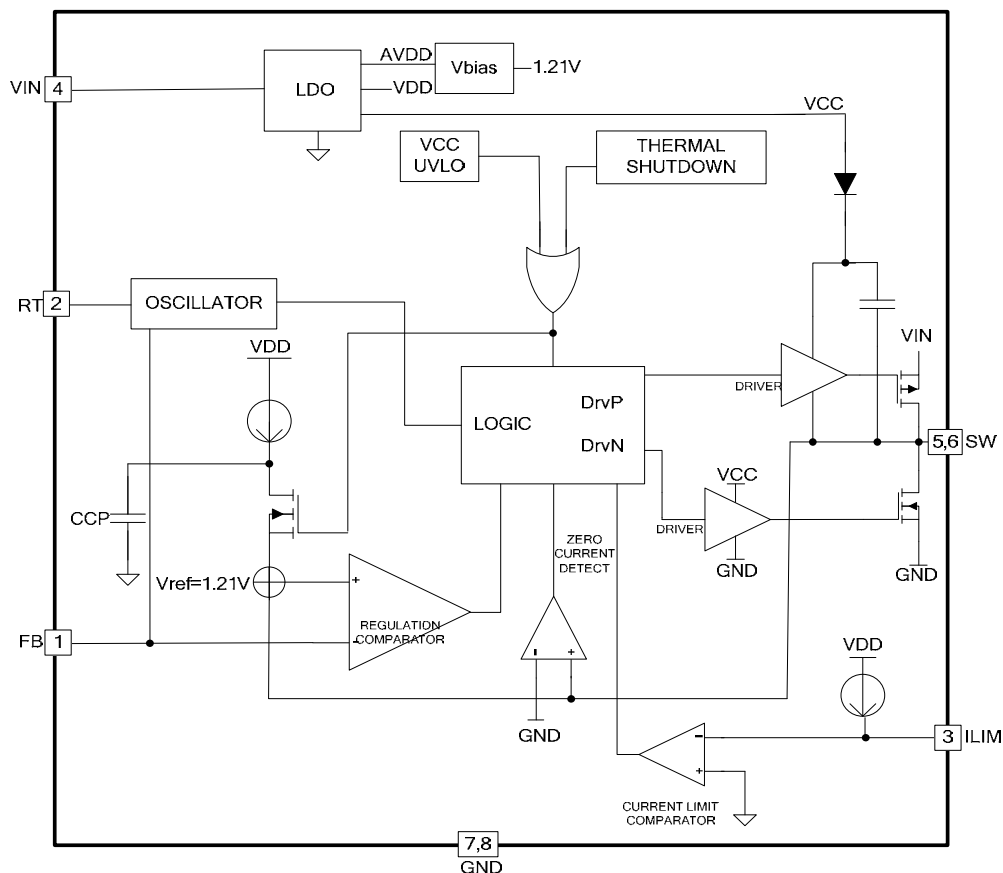 AVDD
Vbias
1.21V
VIN 4
LDO
VDD
VCC
VCC
UVLO
THERMAL
SHUTDOWN
RT 2
OSCILLATOR
VDD
VIN
DrvP
DRIVER
LOGIC
DrvN
5,6 SW
VCC
CCP
DRIVER
ZERO
CURRENT
DETECT
GND
GND
Vref=1.21V
+
REGULATION
COMPARATOR
-
FB 1
- +
VDD
GND
-
3 ILIM
+
CURRENT LIMIT
COMPARATOR
7,8
GND